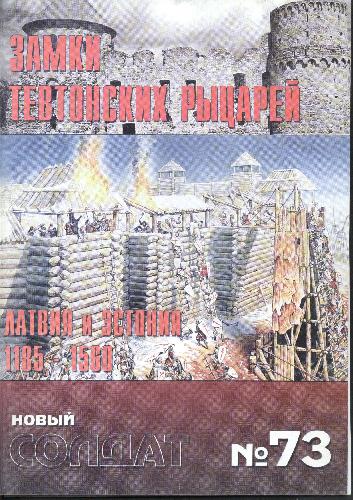 ЗАМКИ
ТЕВТОНСКИХ РЫЦАРЕЙ
ЛАТВИЯ и ЭСТОНИЯ
1185 - 1560
НОВЫЙ
СОЛДАТ
№73